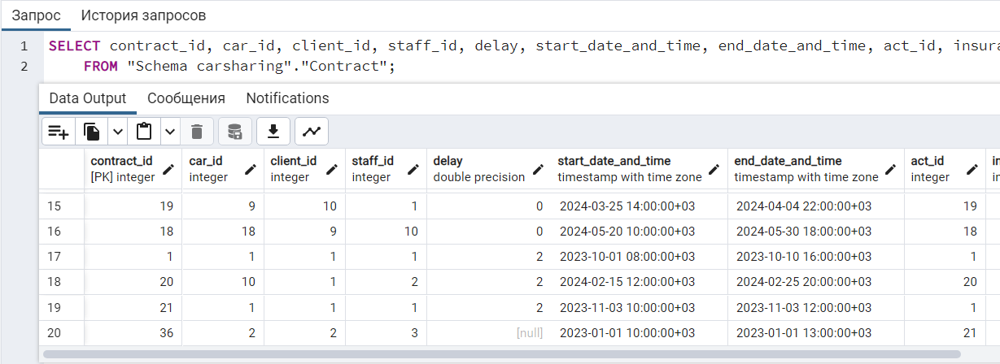 Запрос История запросов
1 SELECT contract_id, car_id, client_id, staff_id, delay, start_date_and_time, end_date_and_time, act_id, insura
2 FROM "Schema carsharing"."Contract";
Data Output Сообщения Notifications
contract_id car_id client_id staff_id delay start_date_and_time end_date_and_time act_id in
[PK] integer integer integer integer double precision timestamp with time zone timestamp with time zone integer in
15 19 9 10 1 0 2024-03-25 14:00:00+03 2024-04-04 22:00:00+03 19
16 18 18 9 10 0 2024-05-20 10:00:00+03 2024-05-30 18:00:00+03 18
17 1 1 1 1 2 2023-10-01 08:00:00+03 2023-10-10 16:00:00+03 1
18 20 10 1 2 2 2024-02-15 12:00:00+03 2024-02-25 20:00:00+03 20
19 21 1 1 1 2 2023-11-03 10:00:00+03 2023-11-03 12:00:00+03 1
20 36 2 2 3 [null] 2023-01-01 10:00:00+03 2023-01-01 13:00:00+03 21